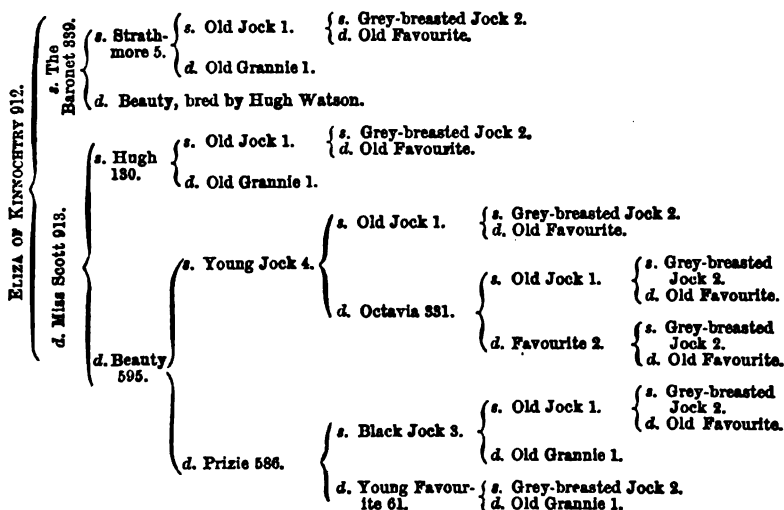 ELIZA OF KINNOCHTRY 912.
s. The
Baronet 339.
s. Strath-
more 5.
s. Old Jock 1.
s. Grey-breasted Jock 2.
d. Old Favourite.
d. Old Grannie 1.
d. Beauty, bred by Hugh Watson.
d. Miss Scott 913.
s. Hugh
130.
s. Old Jock 1.
s. Grey-breasted Jock 2.
d. Old Favourite.
d. Old Grannie 1.
d. Beauty
595.
s. Young Jock 4.
s. Old Jock 1.
s. Grey-breasted Jock 2.
d. Old Favourite.
d. Octavia 331.
s. Old Jock 1.
s. Grey-breasted
Jock 2.
d. Old Favourite.
d. Favourite 2.
s. Grey-breasted
Jock 2.
d. Old Favourite.
d. Prizie 586.
s. Black Jock 3.
s. Old Jock 1.
s. Grey-breasted
Jock 2.
d. Old Favourite.
d. Old Grannie 1.
d. Young Favour-
ite 61.
s. Grey-breasted Jock 2.
d. Old Grannie 1.